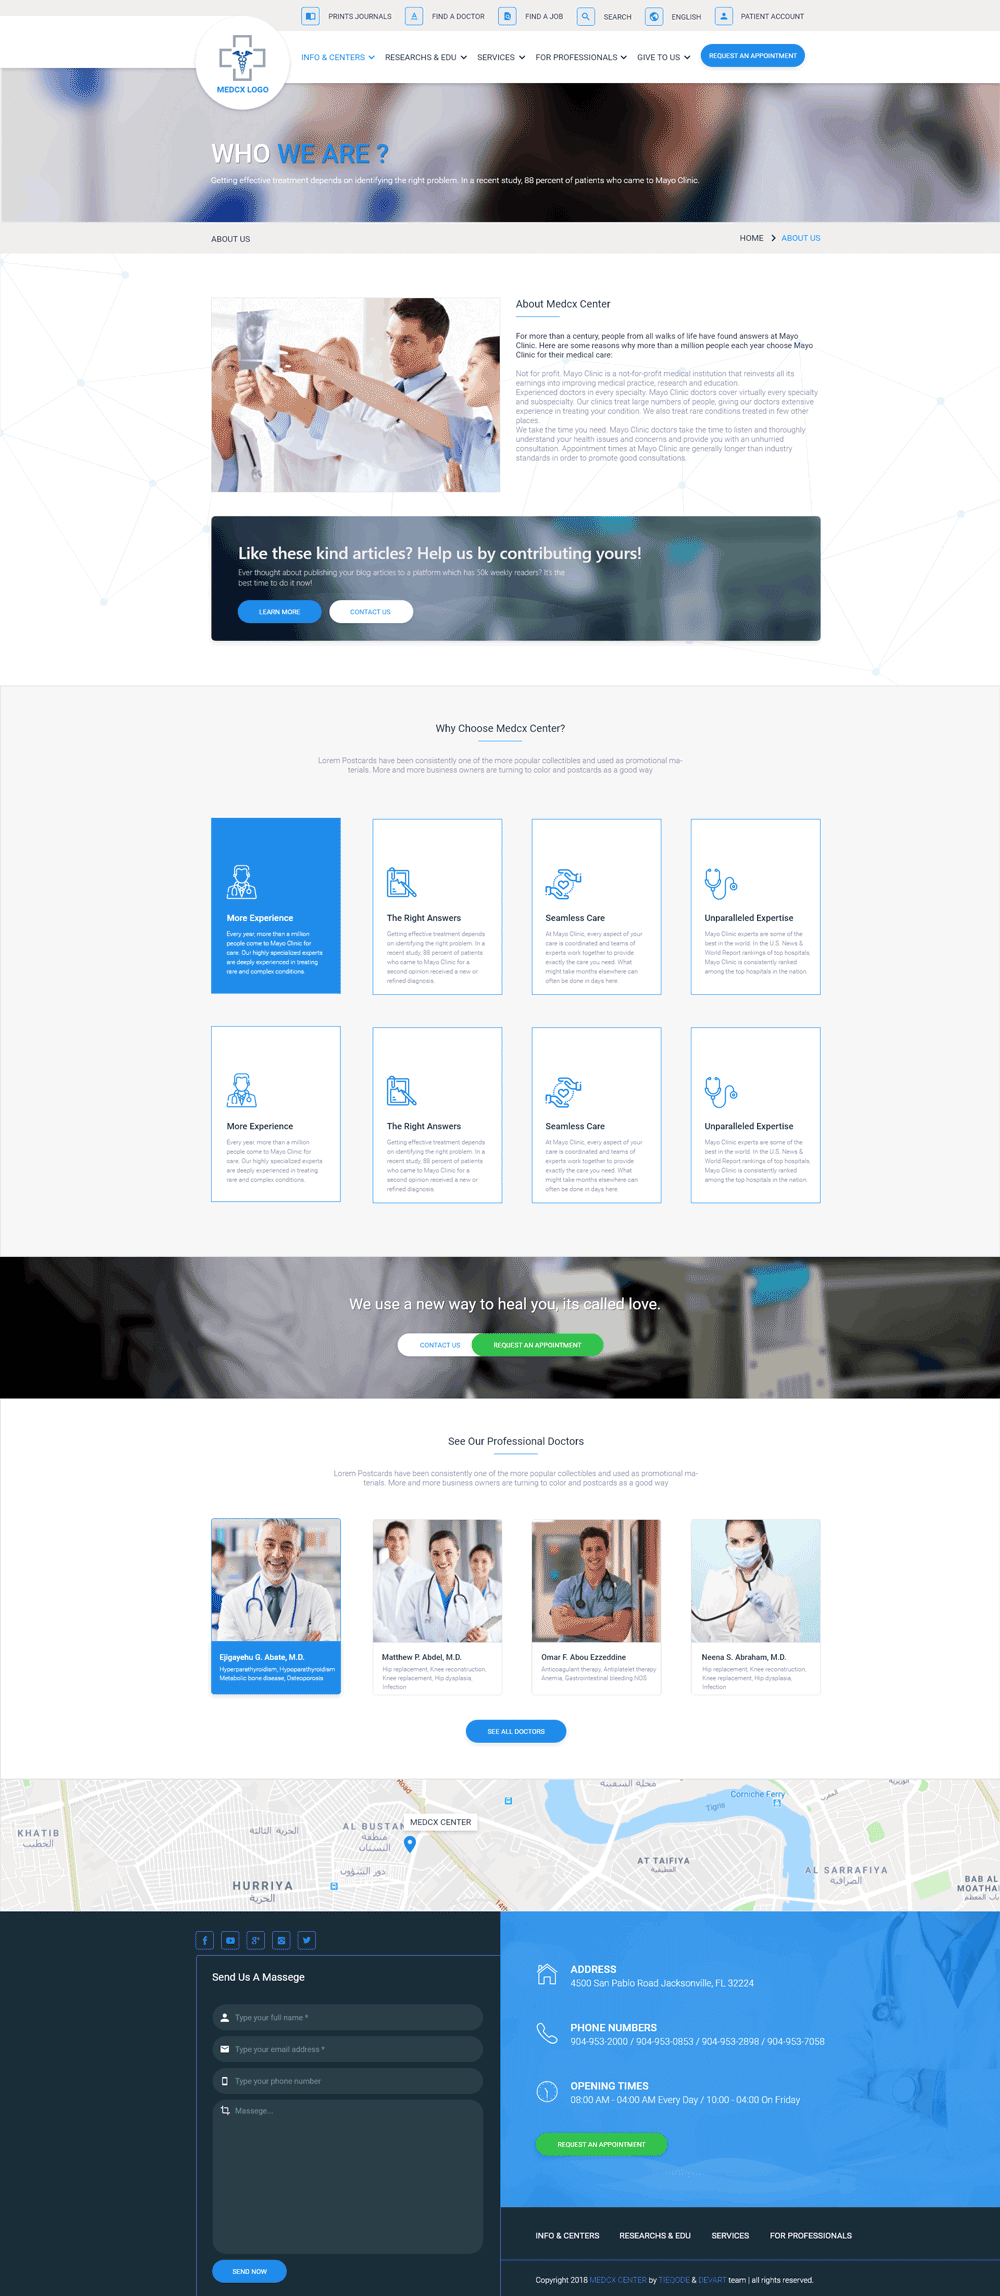 PRINTS JOURNALS
FIND A DOCTOR
FIND A JOB
SEARCH
ENGLISH
PATIENT ACCOUNT
MEDCX LOGO
INFO & CENTERS
RESEARCHS & EDU
SERVICES
FOR PROFESSIONALS
GIVE TO US
REQUEST AN APPOINTMENT
WHO WE ARE ?
Getting effective treatment depends on identifying the right problem. In a recent study, 88 percent of patients who came to Mayo Clinic.
ABOUT US
HOME > ABOUT US
About Medcx Center
For more than a century, people from all walks of life have found answers at Mayo
Clinic. Here are some reasons why more than a million people each year choose Mayo
Clinic for their medical care:
Not for profit. Mayo Clinic is a not-for-profit medical institution that reinvests all its
earnings into improving medical practice, research and education.
Experienced doctors in every specialty. Mayo Clinic doctors cover virtually every specialty
and subspecialty. Our clinics treat large numbers of people, giving our doctors extensive
experience in treating your condition. We also treat rare conditions treated in few other
places.
We take the time you need. Mayo Clinic doctors take the time to listen and thoroughly
understand your health issues and concerns and provide you with an unhurried
consultation. Appointment times at Mayo Clinic are generally longer than industry
standards in order to promote good consultations.
Like these kind articles? Help us by contributing yours!
Ever thought about publishing your blog articles to a platform which has 50k weekly readers? It's the
best time to do it now!
LEARN MORE
CONTACT US
Why Choose Medcx Center?
Lorem Postcards have been consistently one of the more popular collectibles and used as promotional ma-
terials. More and more business owners are turning to color and postcards as a good way
More Experience
Every year, more than a million
people come to Mayo Clinic for
care. Our highly specialized experts
are deeply experienced in treating
rare and complex conditions.
The Right Answers
Getting effective treatment depends
on identifying the right problem. In a
recent study, 88 percent of patients
who came to Mayo Clinic for a
second opinion received a new or
refined diagnosis.
Seamless Care
At Mayo Clinic, every aspect of your
care is coordinated and teams of
experts work together to provide
exactly the care you need. What
might take months elsewhere can
often be done in days here.
Unparalleled Expertise
Mayo Clinic experts are some of the
best in the world. In the U.S. News &
World Report rankings of top hospitals,
Mayo Clinic is consistently ranked
among the top hospitals in the nation.
More Experience
Every year, more than a million
people come to Mayo Clinic for
care. Our highly specialized experts
are deeply experienced in treating
rare and complex conditions.
The Right Answers
Getting effective treatment depends
on identifying the right problem. In a
recent study, 88 percent of patients
who came to Mayo Clinic for a
second opinion received a new or
refined diagnosis.
Seamless Care
At Mayo Clinic, every aspect of your
care is coordinated and teams of
experts work together to provide
exactly the care you need. What
might take months elsewhere can
often be done in days here.
Unparalleled Expertise
Mayo Clinic experts are some of the
best in the world. In the U.S. News &
World Report rankings of top hospitals,
Mayo Clinic is consistently ranked
among the top hospitals in the nation.
We use a new way to heal you, its called love.
CONTACT US
REQUEST AN APPOINTMENT
See Our Professional Doctors
Lorem Postcards have been consistently one of the more popular collectibles and used as promotional ma-
terials. More and more business owners are turning to color and postcards as a good way
Ejigayehu G. Abate, M.D.
Hyperparathyroidism, Hypoparathyroidism
Metabolic bone disease, Osteoporosis
Matthew P. Abdel, M.D.
Hip replacement, Knee reconstruction,
Knee replacement, Hip dysplasia,
Infection
Omar F. Abou Ezzeddine
Anticoagulant therapy, Antiplatelet therapy
Anemia, Gastrointestinal bleeding NOS
Neena S. Abraham, M.D.
Hip replacement, Knee reconstruction,
Knee replacement, Hip dysplasia,
Infection
SEE ALL DOCTORS
Road
محلة السفينة
Corniche Ferry
Tigris
KHATIB
الخطيب
الحرية الثالثة
AL BUSTAN
منطقة
البستان
MEDCX CENTER
دور الشؤون
HURRIYA
الحرية
14th
AT TAIFIYA
العطيفية
AL SARRAFIYA
الصرافية
BAB AL
MOATHAM
باب المعظم
Send Us A Massege
Type your full name *
Type your email address *
Type your phone number
Massege...
SEND NOW
ADDRESS
4500 San Pablo Road Jacksonville, FL 32224
PHONE NUMBERS
904-953-2000 / 904-953-0853 / 904-953-2898 / 904-953-7058
OPENING TIMES
08:00 AM - 04:00 AM Every Day / 10:00 - 04:00 On Friday
REQUEST AN APPOINTMENT
INFO & CENTERS
RESEARCHS & EDU
SERVICES
FOR PROFESSIONALS
Copyright 2018 MEDCX CENTER by TIEQODE & DEVART team | all rights reserved.